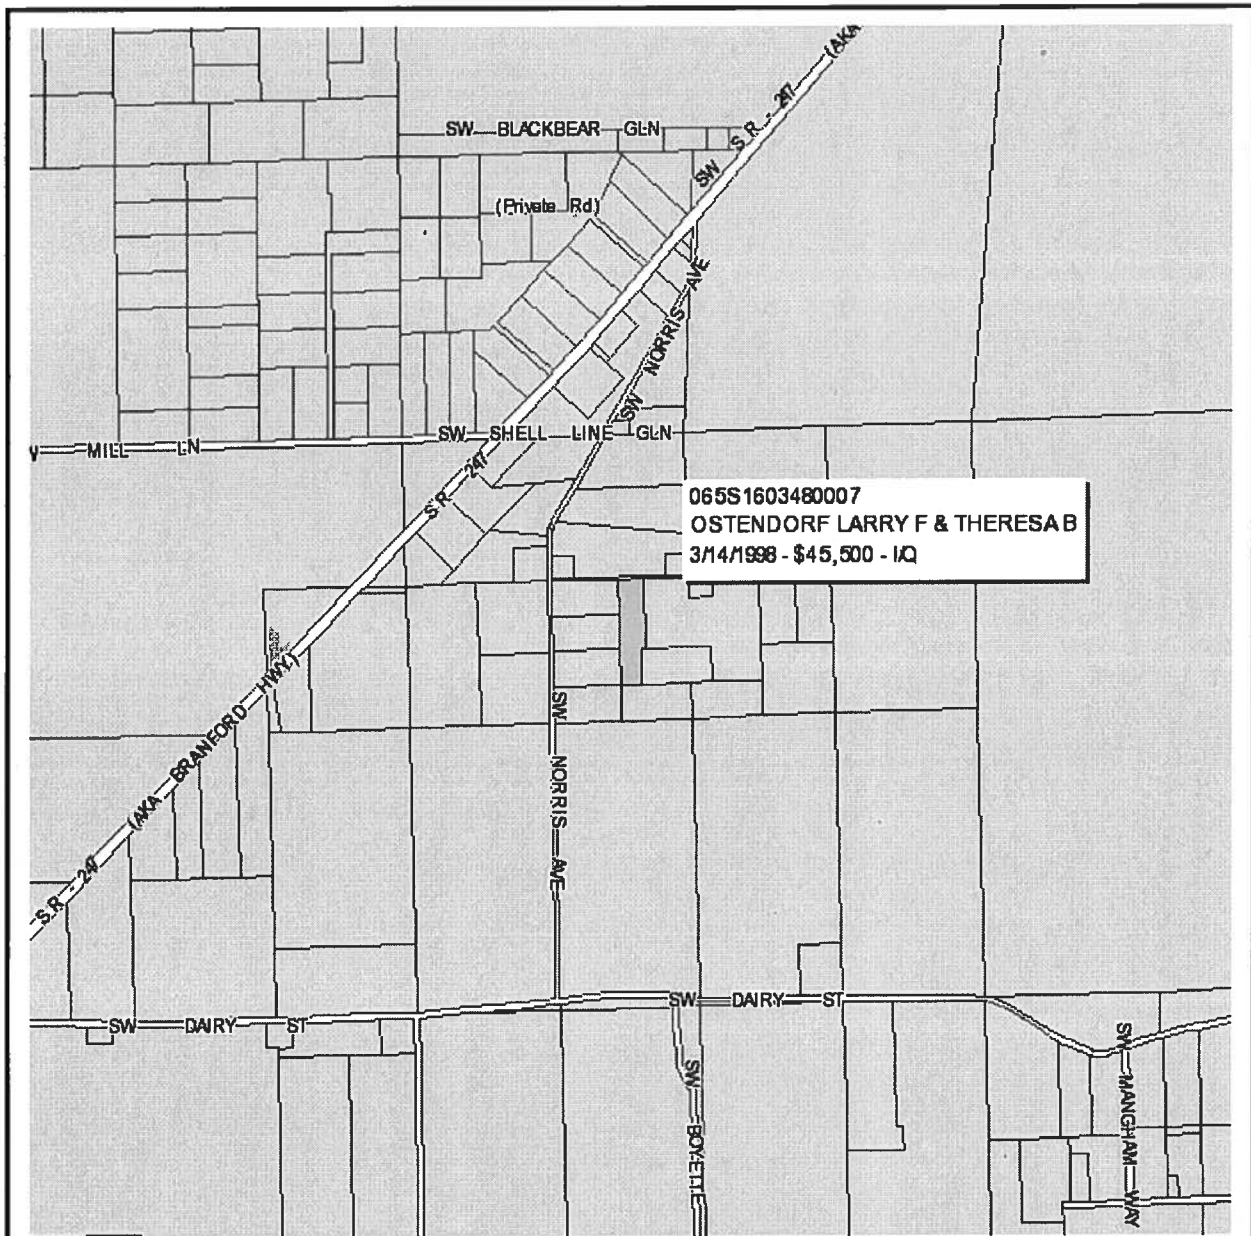 (AKA
SW S R - 247
SW BLACKBEAR GLN
(Private Rd)
SW NORRIS AVE
MILL LN
SW SHELL LINE GLN
S R - 247
065S1603480007
OSTENDORF LARRY F & THERESA B
3/14/1998 - $45,500 - I/Q
S R - 247 (AKA BRANFORD HWY)
SW NORRIS AVE
SW DAIRY ST
SW DAIRY ST
SW BOYETTE
SW MANGHAM WAY